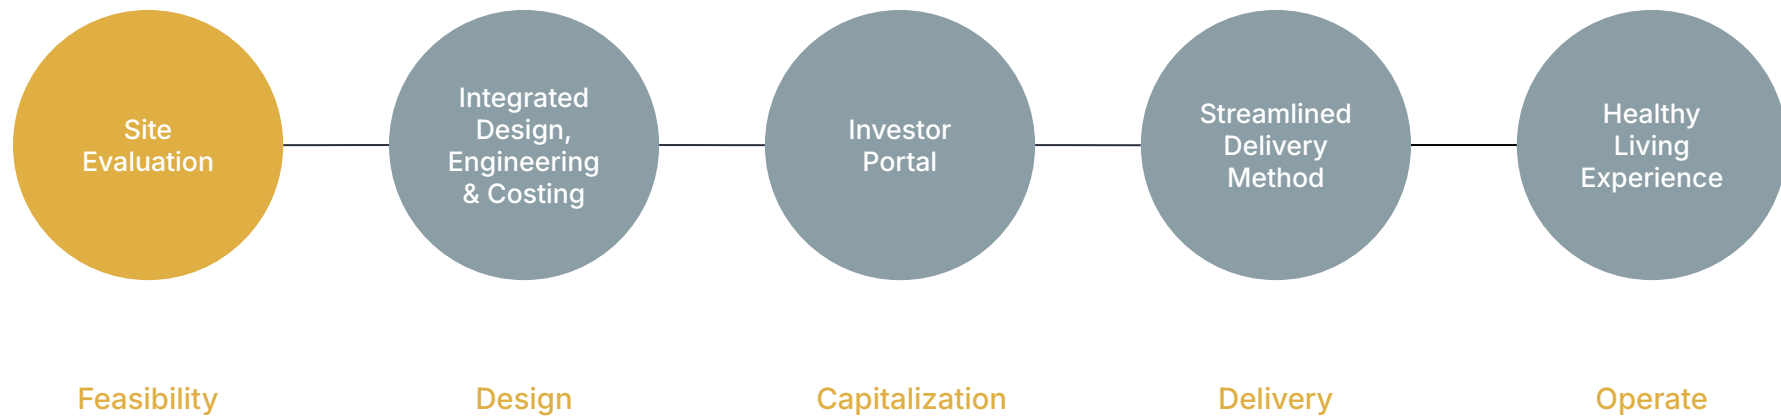 Site
Evaluation
Integrated
Design,
Engineering
& Costing
Investor
Portal
Streamlined
Delivery
Method
Healthy
Living
Experience
Feasibility
Design
Capitalization
Delivery
Operate